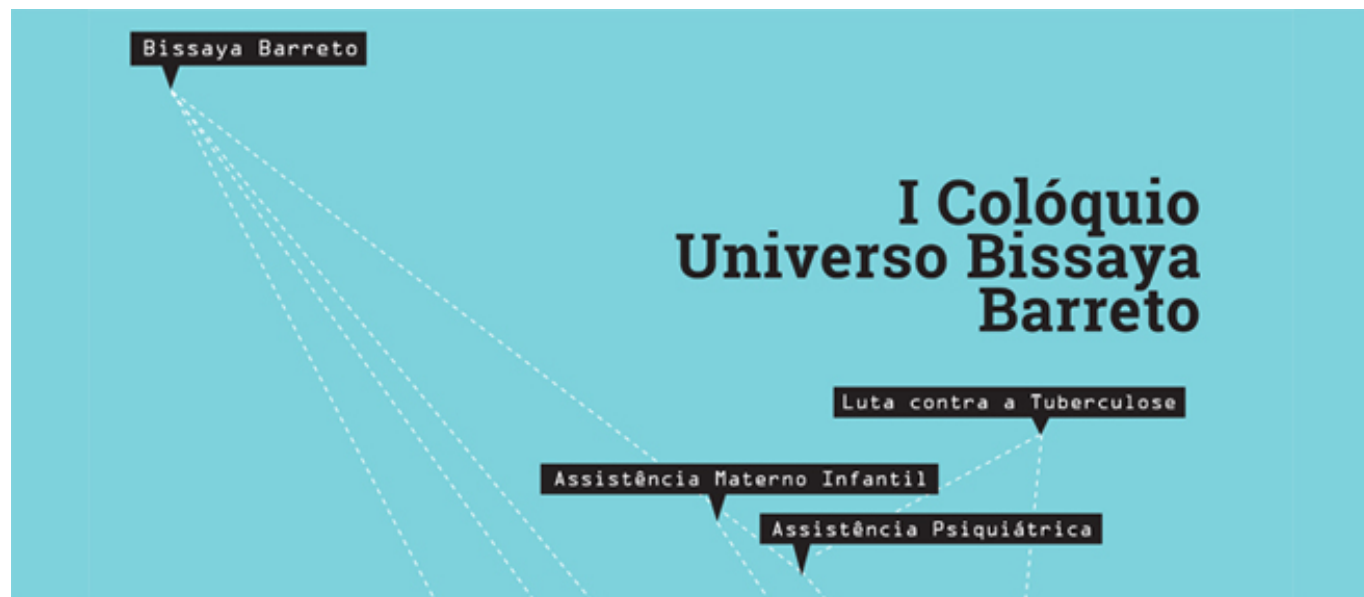 Bissaya Barreto
I Colóquio
Universo Bissaya
Barreto
Luta contra a Tuberculose
Assistência Materno Infantil
Assistência Psiquiátrica